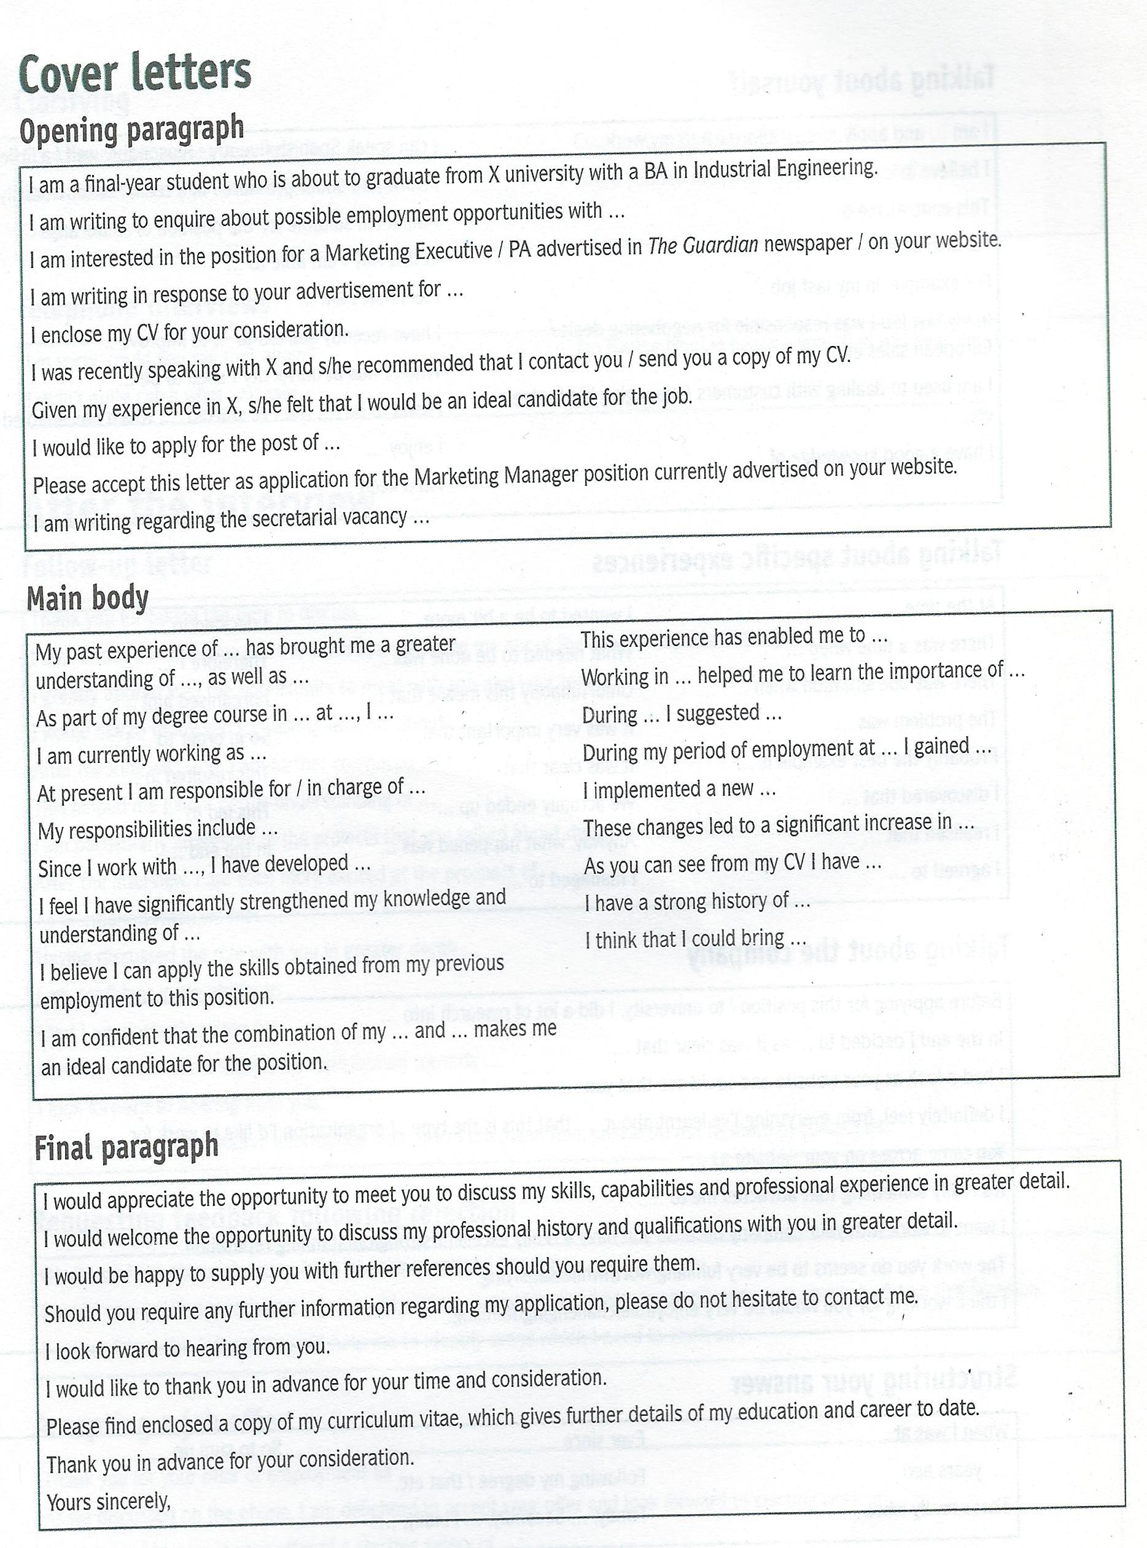 Cover letters
Opening paragraph
I am a final-year student who is about to graduate from X university with a BA in Industrial Engineering.
I am writing to enquire about possible employment opportunities with ...
I am interested in the position for a Marketing Executive / PA advertised in The Guardian newspaper / on your website.
I am writing in response to your advertisement for ...
I enclose my CV for your consideration.
I was recently speaking with X and s/he recommended that I contact you / send you a copy of my CV.
Given my experience in X, s/he felt that I would be an ideal candidate for the job.
I would like to apply for the post of ...
Please accept this letter as application for the Marketing Manager position currently advertised on your website.
I am writing regarding the secretarial vacancy ...
Main body
My past experience of ... has brought me a greater
understanding of ..., as well as ...
As part of my degree course in ... at ..., I ...
I am currently working as ...
At present I am responsible for / in charge of ...
My responsibilities include ...
Since I work with ..., I have developed ...
I feel I have significantly strengthened my knowledge and
understanding of ...
I believe I can apply the skills obtained from my previous
employment to this position.
I am confident that the combination of my ... and ... makes me
an ideal candidate for the position.
This experience has enabled me to ...
Working in ... helped me to learn the importance of ...
During ... I suggested ...
During my period of employment at ... I gained ...
I implemented a new ...
These changes led to a significant increase in ...
As you can see from my CV I have ...
I have a strong history of ...
I think that I could bring ...
Final paragraph
I would appreciate the opportunity to meet you to discuss my skills, capabilities and professional experience in greater detail.
I would welcome the opportunity to discuss my professional history and qualifications with you in greater detail.
I would be happy to supply you with further references should you require them.
Should you require any further information regarding my application, please do not hesitate to contact me.
I look forward to hearing from you.
I would like to thank you in advance for your time and consideration.
Please find enclosed a copy of my curriculum vitae, which gives further details of my education and career to date.
Thank you in advance for your consideration.
Yours sincerely,